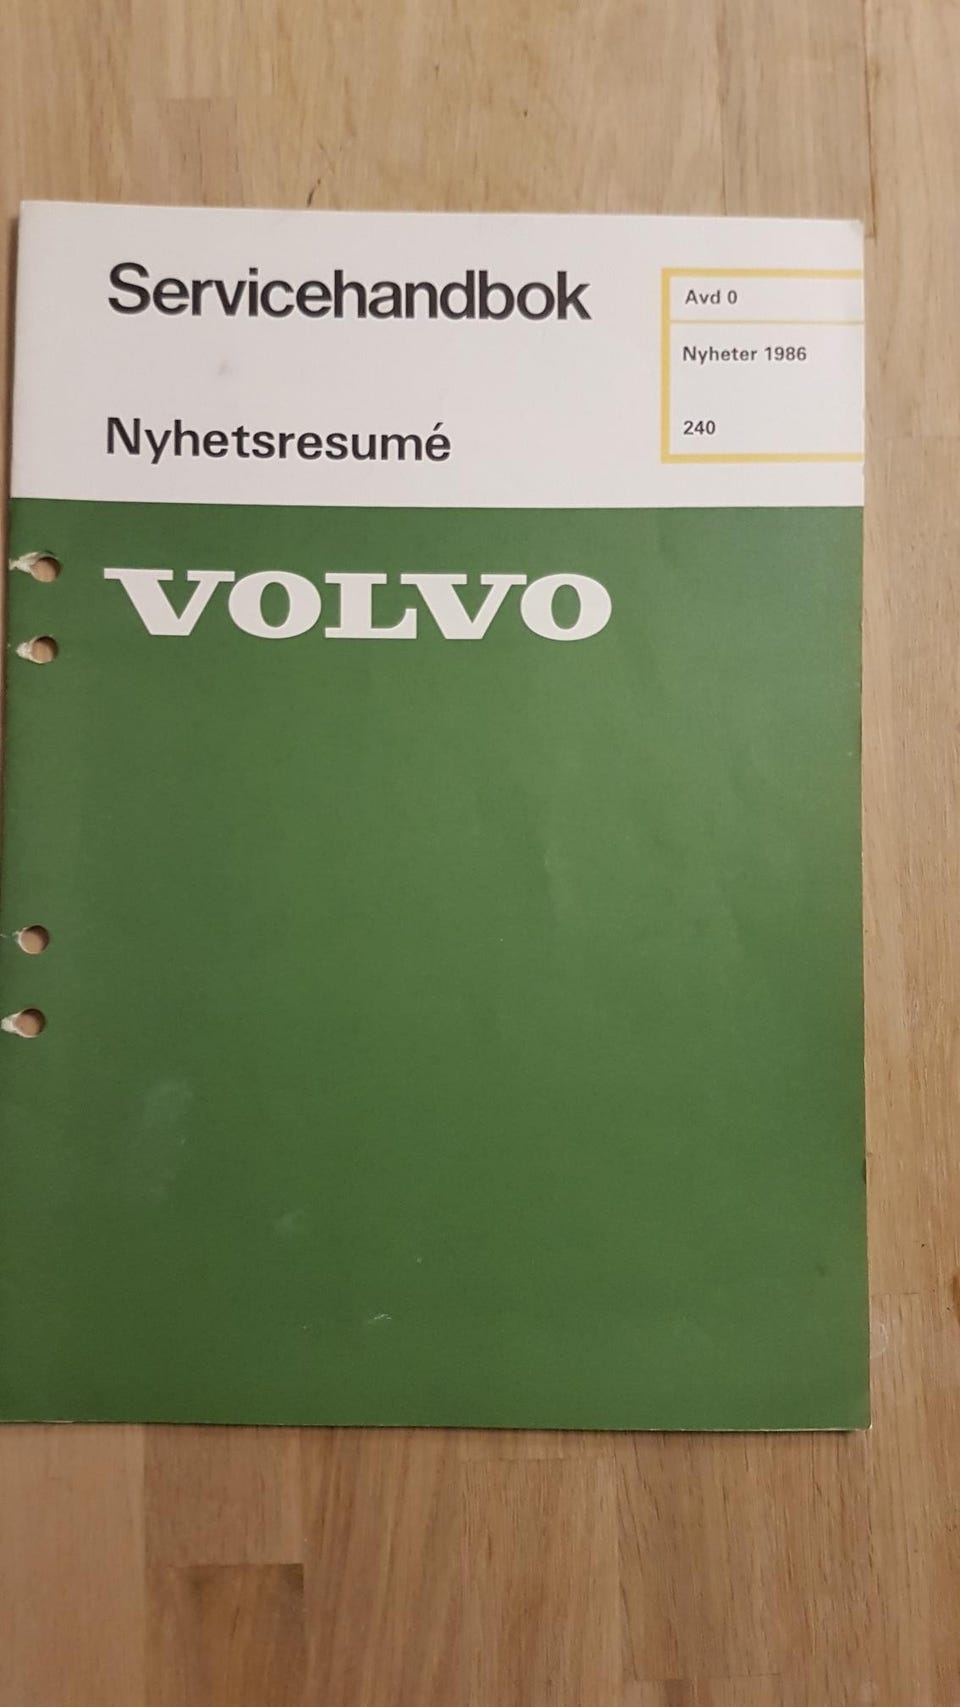 Servicehandbok
Nyhetsresumé
Avd 0
Nyheter 1986
240
VOLVO